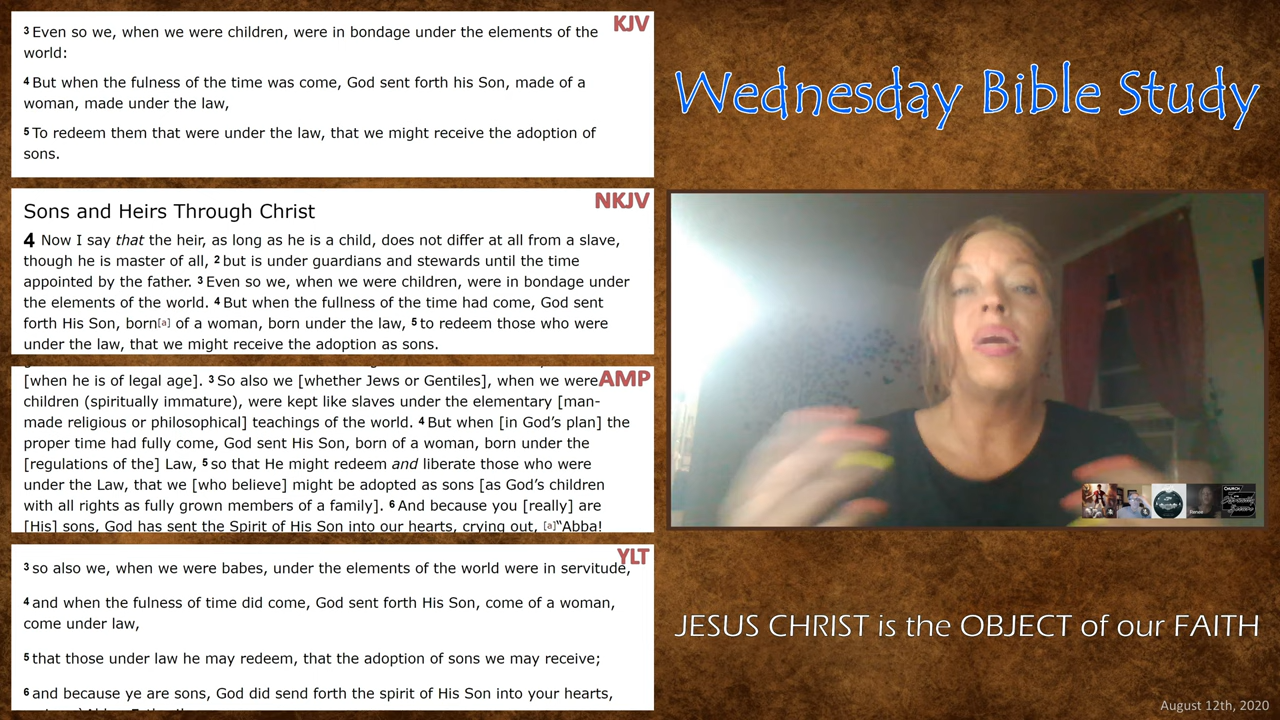 KJV
3 Even so we, when we were children, were in bondage under the elements of the
world:
4 But when the fulness of the time was come, God sent forth his Son, made of a
woman, made under the law,
5 To redeem them that were under the law, that we might receive the adoption of
sons.
NKJV
Sons and Heirs Through Christ
4 Now I say that the heir, as long as he is a child, does not differ at all from a slave,
though he is master of all, 2 but is under guardians and stewards until the time
appointed by the father. 3 Even so we, when we were children, were in bondage under
the elements of the world. 4 But when the fullness of the time had come, God sent
forth His Son, born[a] of a woman, born under the law, 5 to redeem those who were
under the law, that we might receive the adoption as sons.
AMP
[when he is of legal age]. 3 So also we [whether Jews or Gentiles], when we were
children (spiritually immature), were kept like slaves under the elementary [man-
made religious or philosophical] teachings of the world. 4 But when [in God's plan] the
proper time had fully come, God sent His Son, born of a woman, born under the
[regulations of the] Law, 5 so that He might redeem and liberate those who were
under the Law, that we [who believe] might be adopted as sons [as God's children
with all rights as fully grown members of a family]. 6 And because you [really] are
[His] sons, God has sent the Spirit of His Son into our hearts, crying out, [a]"Abba!
YLT
3 so also we, when we were babes, under the elements of the world were in servitude,
4 and when the fulness of time did come, God sent forth His Son, come of a woman,
come under law,
5 that those under law he may redeem, that the adoption of sons we may receive;
6 and because ye are sons, God did send forth the spirit of His Son into your hearts,
Wednesday Bible Study
Renee
CHURCH
JESUS CHRIST is the OBJECT of our FAITH
August 12th, 2020